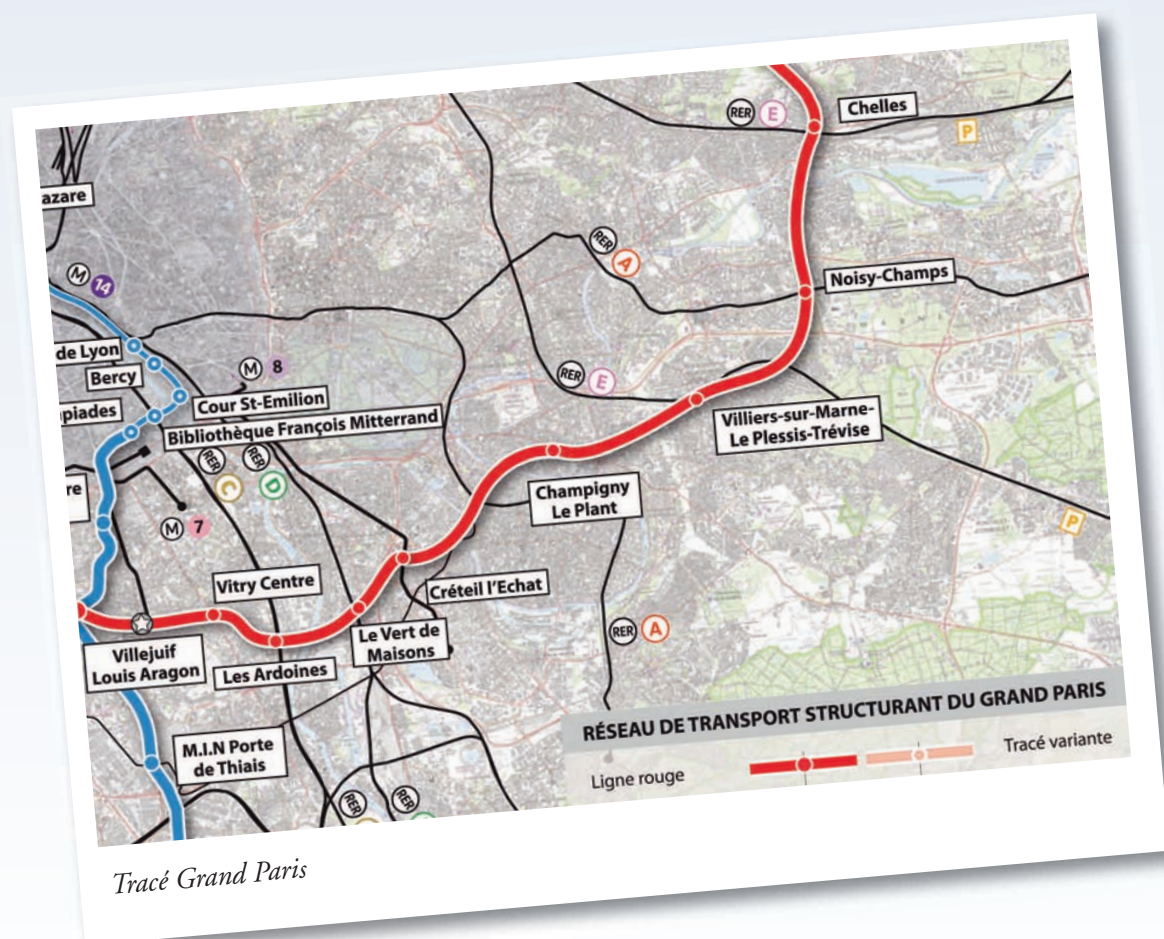 RER E
Chelles
P
azare
RER A
M 14
Noisy-Champs
de Lyon
Bercy
M 8
RER E
piades
Cour St-Emilion
Bibliothèque François Mitterrand
Villiers-sur-Marne-
Le Plessis-Trévise
RER C
RER D
re
M 7
Champigny
Le Plant
P
Vitry Centre
Créteil l'Echat
Villejuif
Louis Aragon
Les Ardoines
Le Vert de
Maisons
RER A
M.I.N Porte
de Thiais
RER
RER
RÉSEAU DE TRANSPORT STRUCTURANT DU GRAND PARIS
Ligne rouge
Tracé variante
Tracé Grand Paris